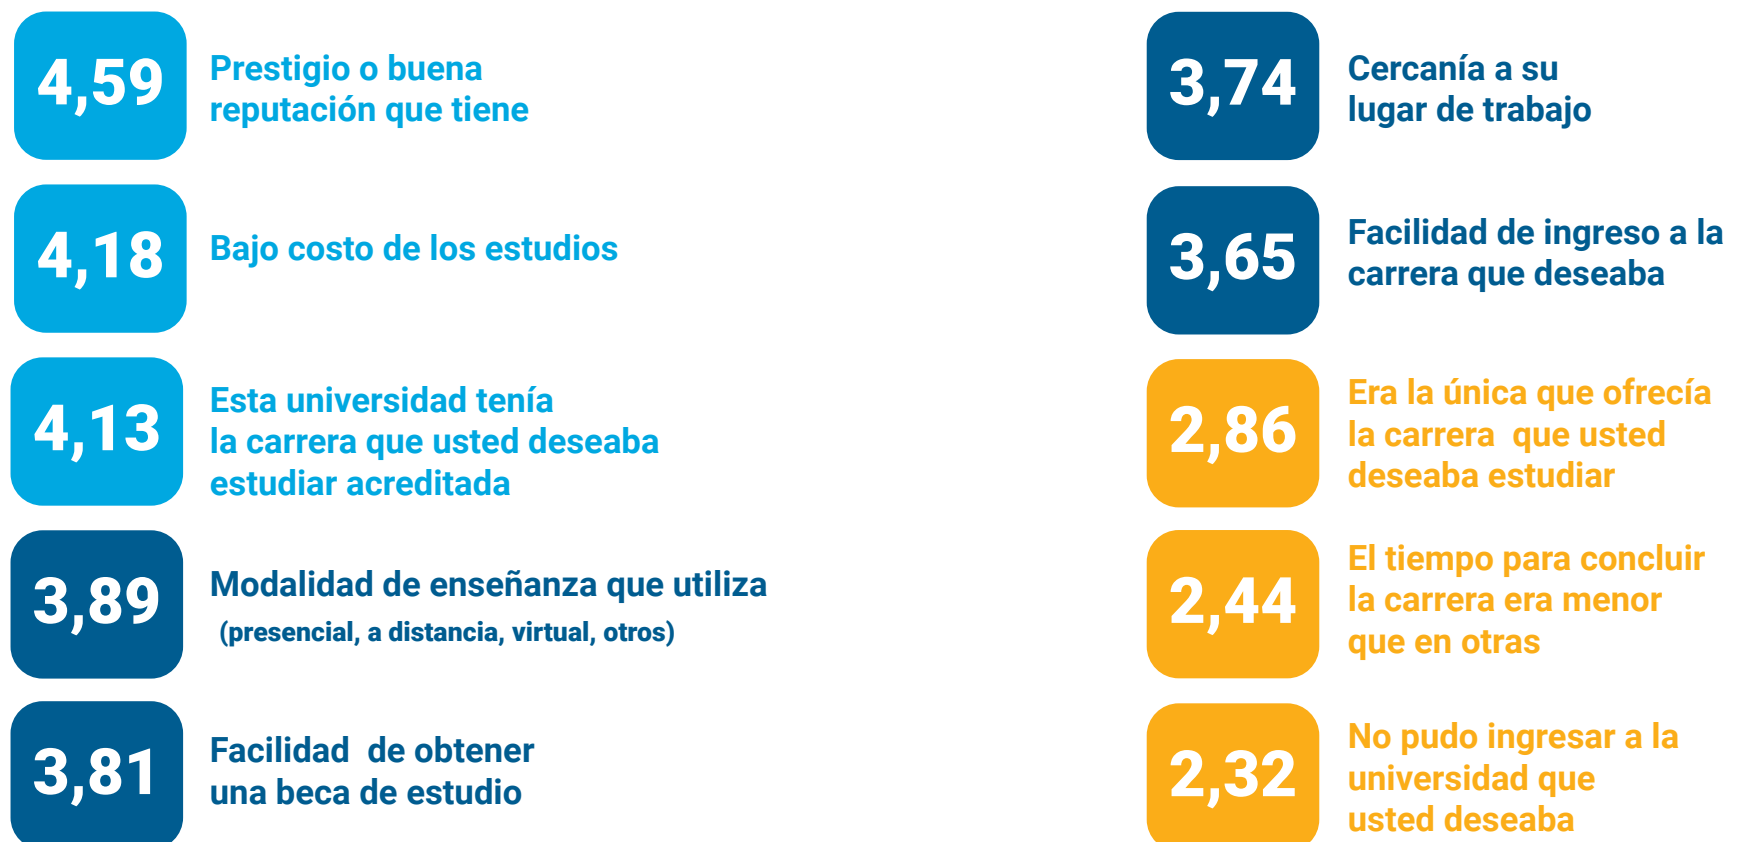 4,59
Prestigio o buena
reputación que tiene
4,18
Bajo costo de los estudios
4,13
Esta universidad tenía
la carrera que usted deseaba
estudiar acreditada
3,89
Modalidad de enseñanza que utiliza
(presencial, a distancia, virtual, otros)
3,81
Facilidad de obtener
una beca de estudio
3,74
Cercanía a su
lugar de trabajo
3,65
Facilidad de ingreso a la
carrera que deseaba
2,86
Era la única que ofrecía
la carrera que usted
deseaba estudiar
2,44
El tiempo para concluir
la carrera era menor
que en otras
2,32
No pudo ingresar a la
universidad que
usted deseaba